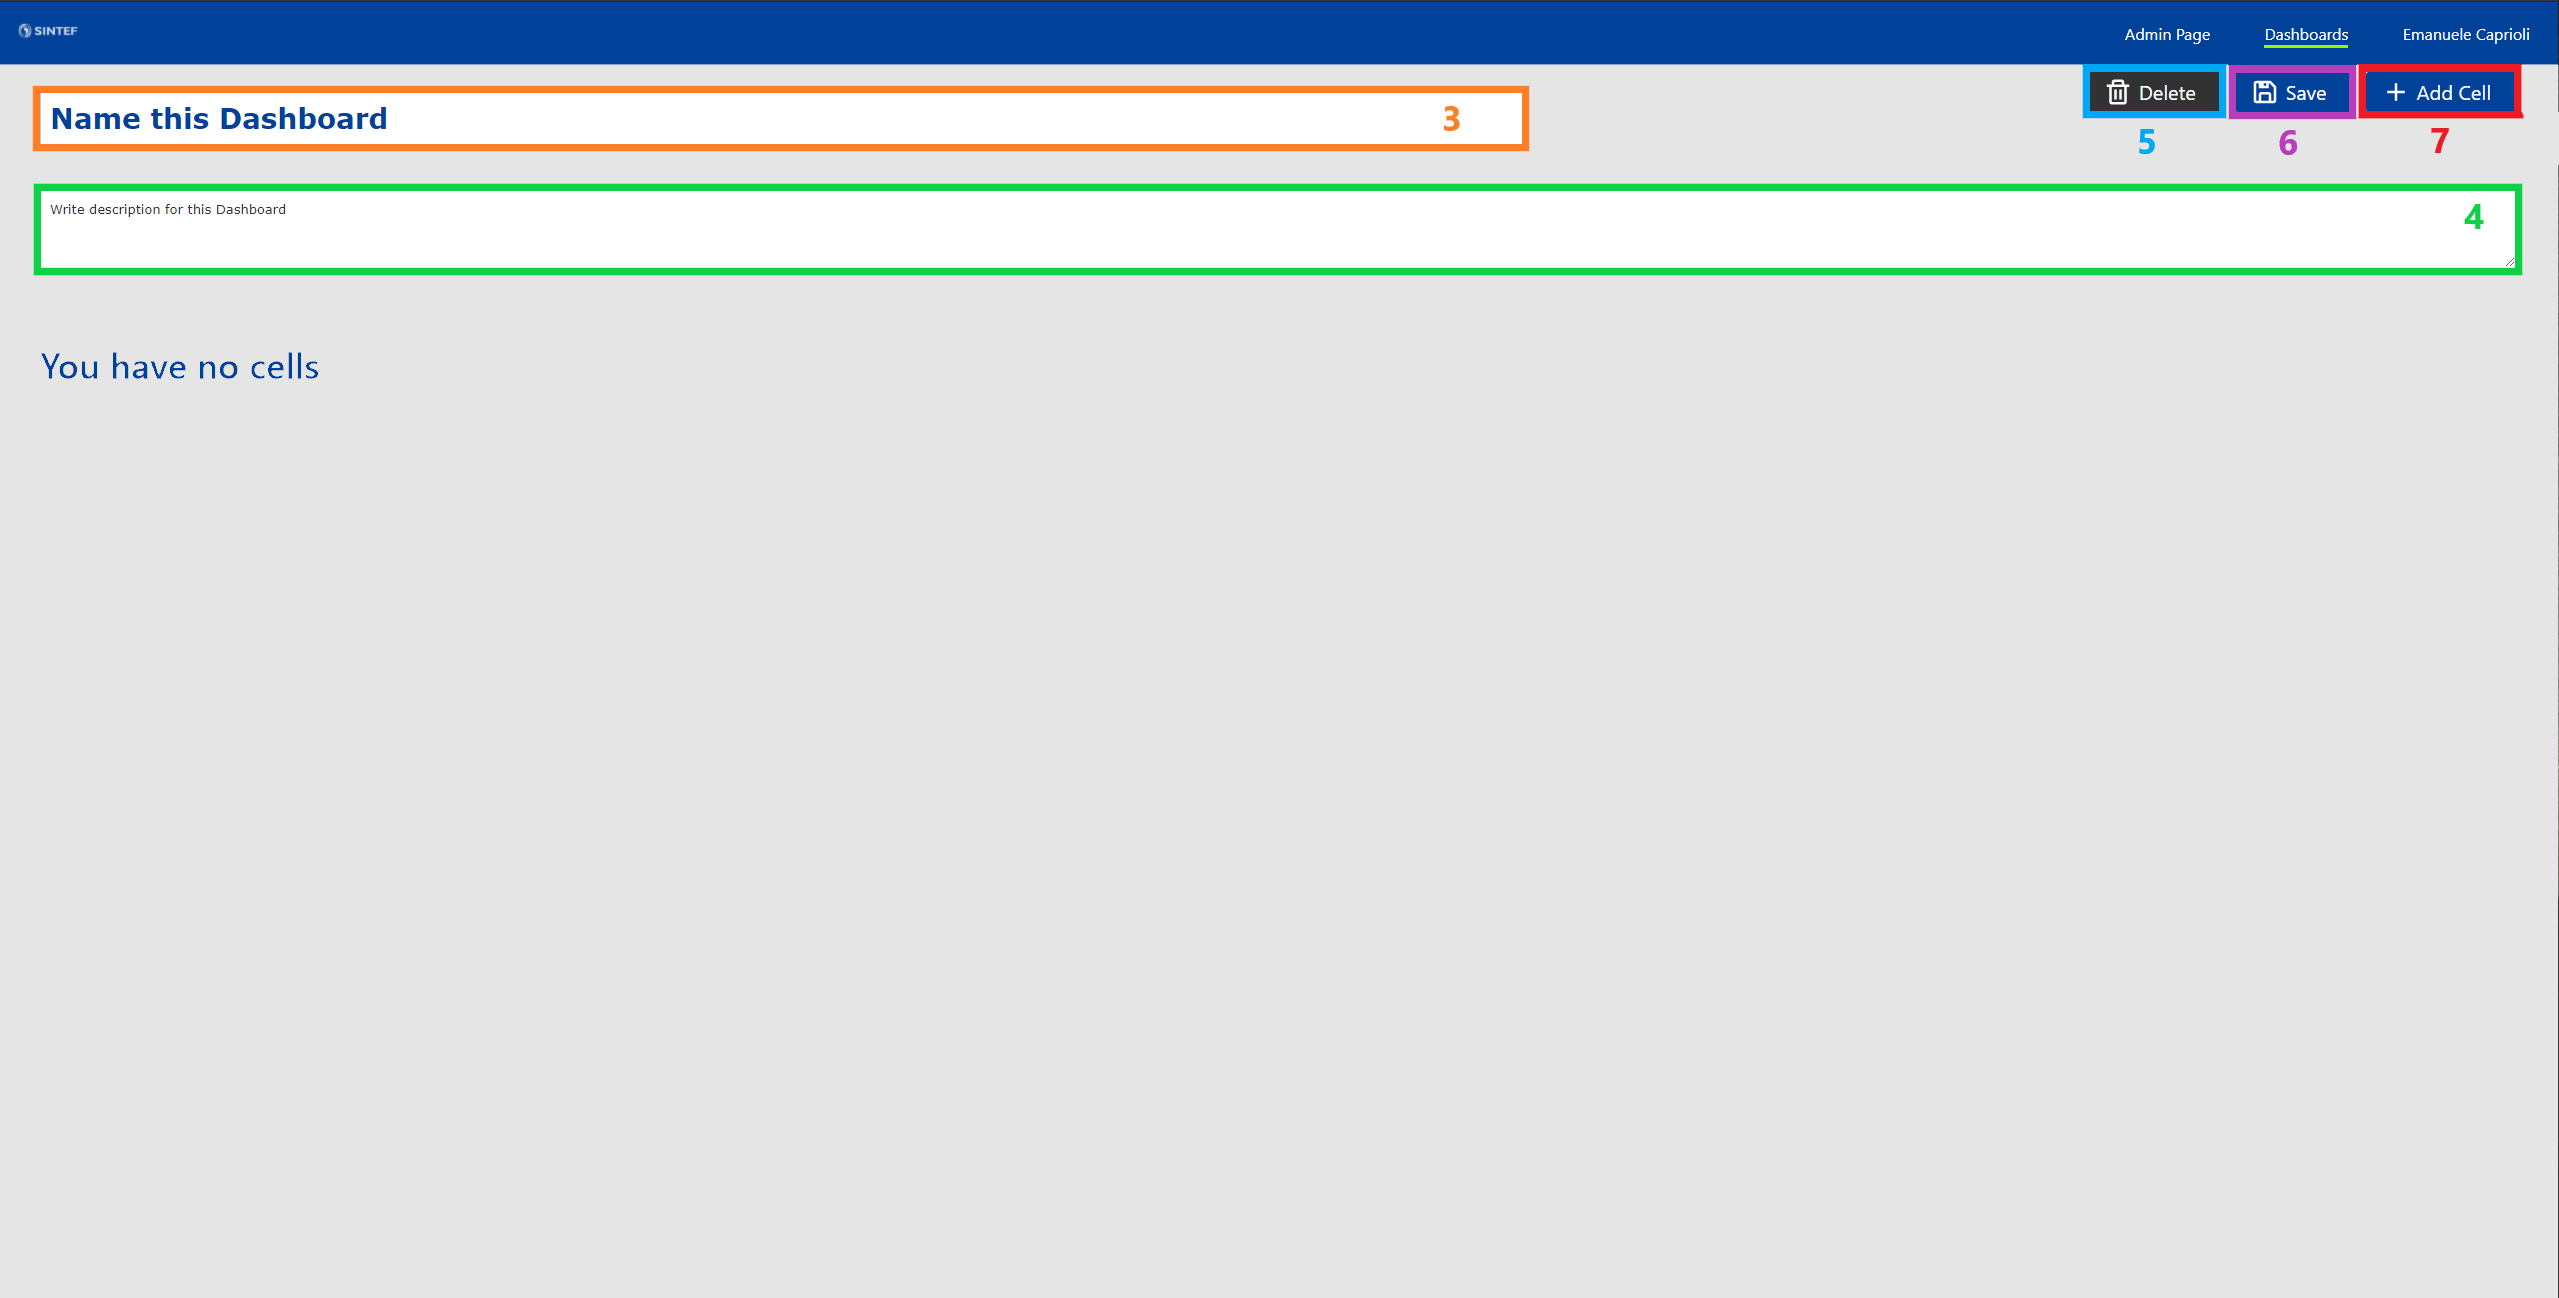 SINTEF
Admin Page Dashboards Emanuele Caprioli
Name this Dashboard 3
Delete Save + Add Cell
5 6 7
Write description for this Dashboard
4
You have no cells